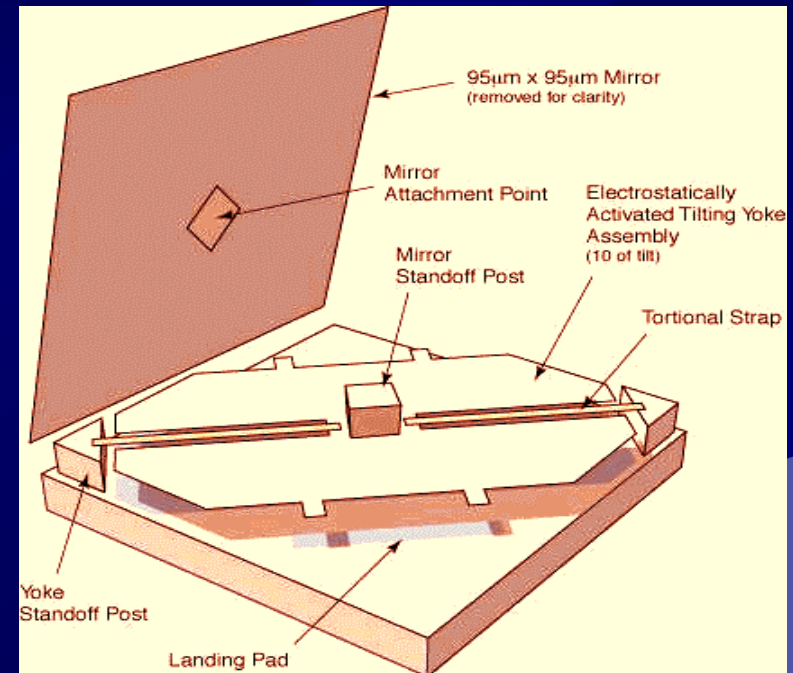 95µm x 95µm Mirror
(removed for clarity)
Mirror
Attachment Point
Electrostatically
Activated Tilting Yoke
Assembly
(10 of tilt)
Mirror
Standoff Post
Tortional Strap
Yoke
Standoff Post
Landing Pad